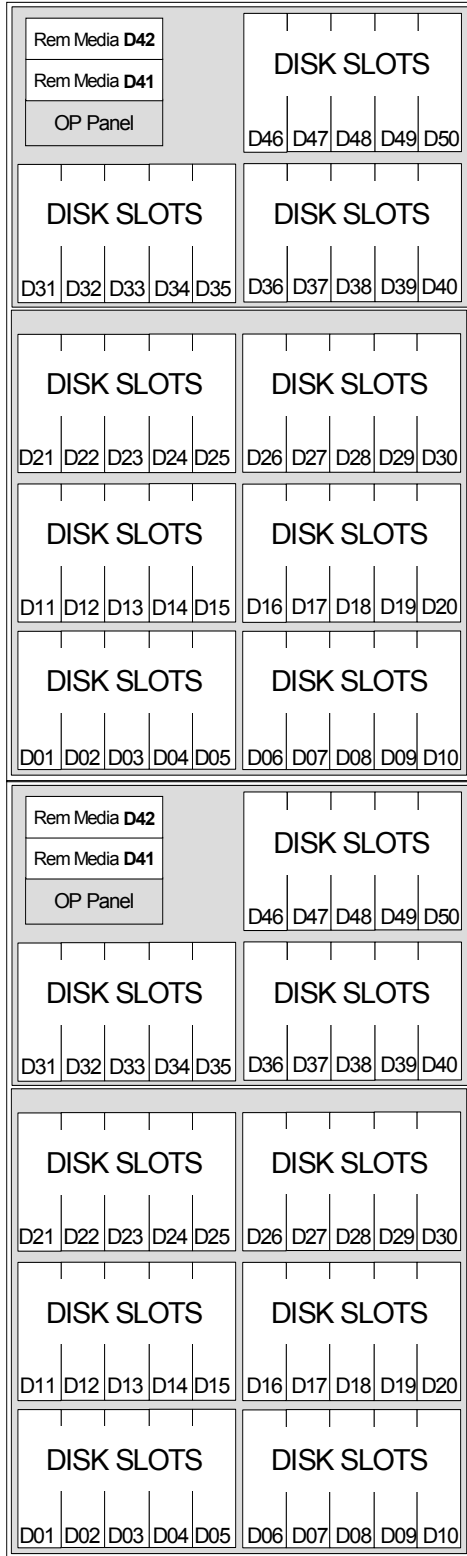 Rem Media D42
Rem Media D41
OP Panel
DISK SLOTS
D46 D47 D48 D49 D50
DISK SLOTS
D31 D32 D33 D34 D35
DISK SLOTS
D36 D37 D38 D39 D40
DISK SLOTS
D21 D22 D23 D24 D25
DISK SLOTS
D26 D27 D28 D29 D30
DISK SLOTS
D11 D12 D13 D14 D15
DISK SLOTS
D16 D17 D18 D19 D20
DISK SLOTS
D01 D02 D03 D04 D05
DISK SLOTS
D06 D07 D08 D09 D10
Rem Media D42
Rem Media D41
OP Panel
DISK SLOTS
D46 D47 D48 D49 D50
DISK SLOTS
D31 D32 D33 D34 D35
DISK SLOTS
D36 D37 D38 D39 D40
DISK SLOTS
D21 D22 D23 D24 D25
DISK SLOTS
D26 D27 D28 D29 D30
DISK SLOTS
D11 D12 D13 D14 D15
DISK SLOTS
D16 D17 D18 D19 D20
DISK SLOTS
D01 D02 D03 D04 D05
DISK SLOTS
D06 D07 D08 D09 D10